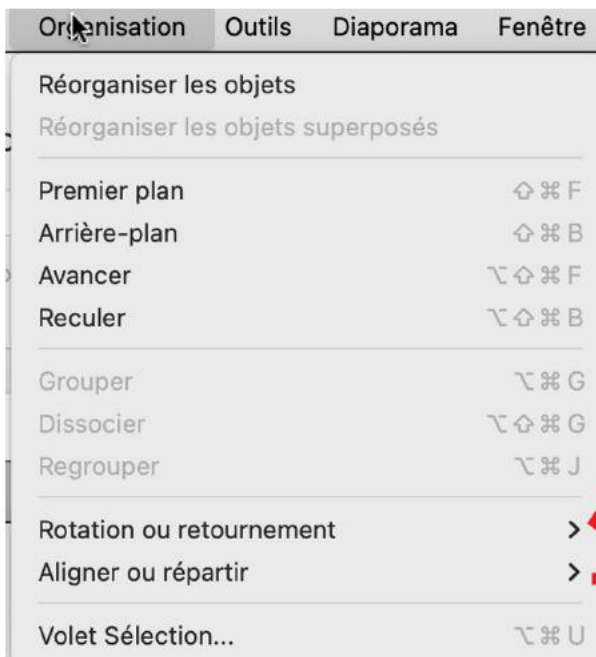 Organisation Outils Diaporama Fenêtre
Réorganiser les objets
Réorganiser les objets superposés
Premier plan ⇧⌘F
Arrière-plan ⇧⌘B
Avancer ⌥⇧⌘F
Reculer ⌥⇧⌘B
Grouper ⌥⌘G
Dissocier ⌥⇧⌘G
Regrouper ⌥⌘J
Rotation ou retournement >
Aligner ou répartir >
Volet Sélection... ⌥⌘U